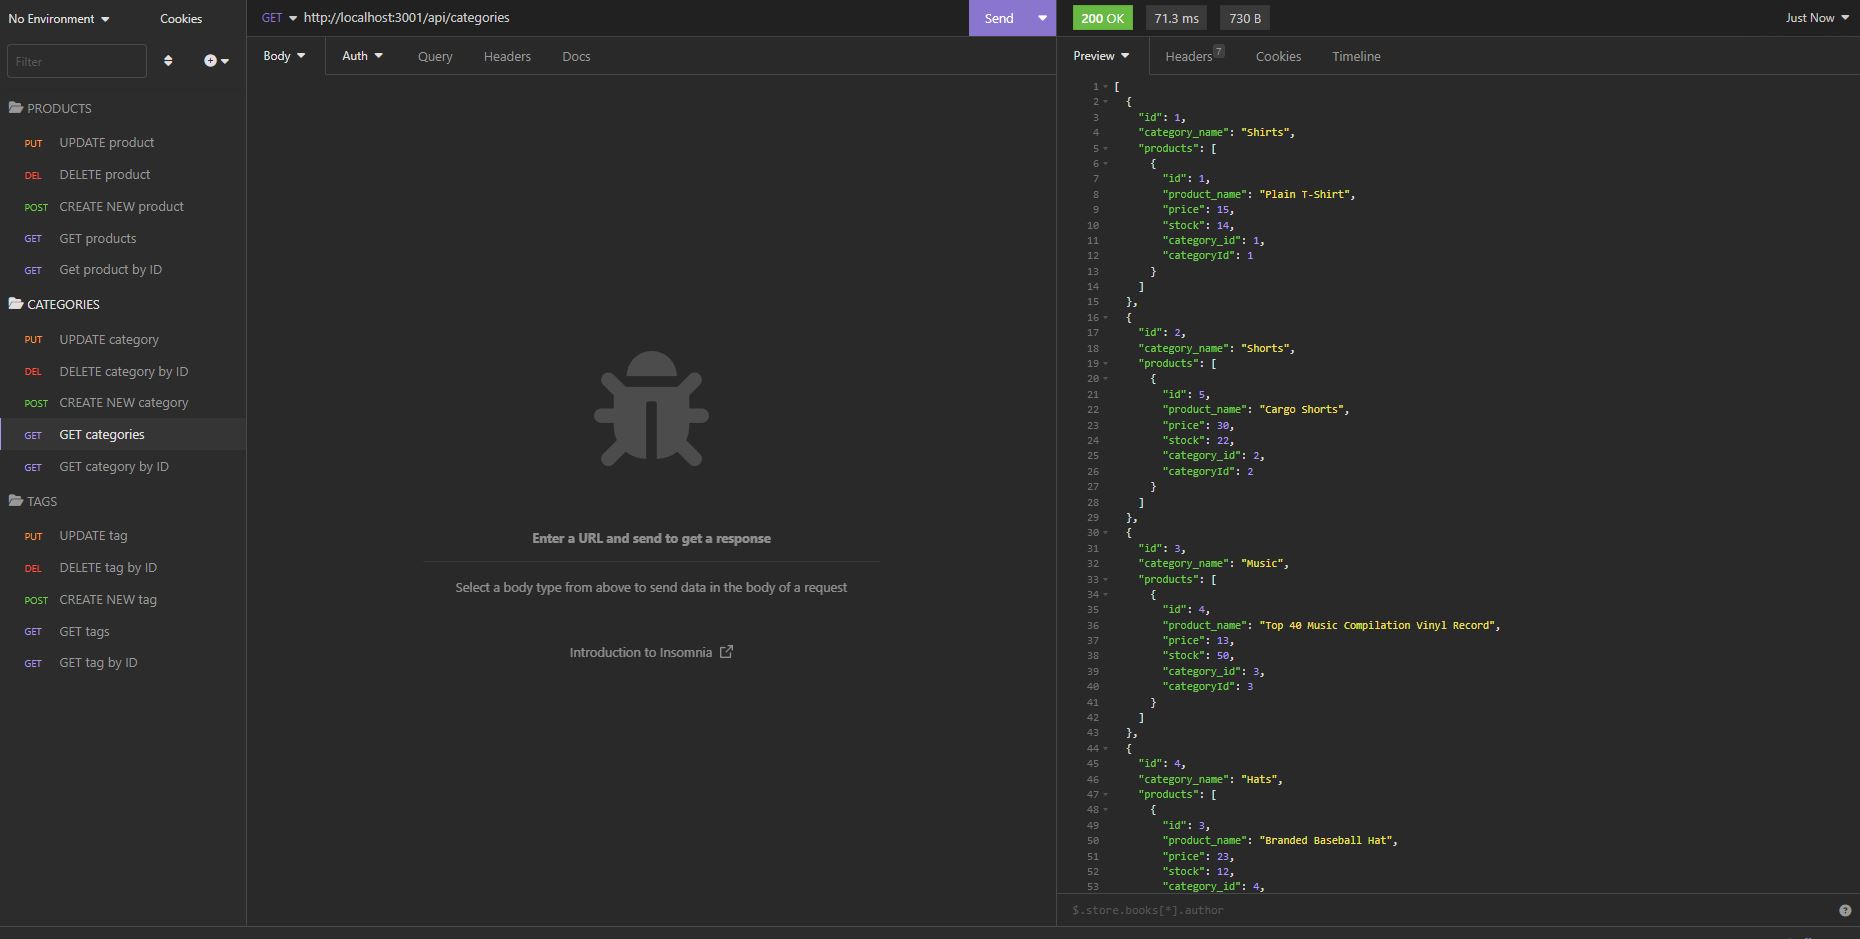 No Environment
Cookies
Filter
PRODUCTS
PUT UPDATE product
DEL DELETE product
POST CREATE NEW product
GET GET products
GET Get product by ID
CATEGORIES
PUT UPDATE category
DEL DELETE category by ID
POST CREATE NEW category
GET GET categories
GET GET category by ID
TAGS
PUT UPDATE tag
DEL DELETE tag by ID
POST CREATE NEW tag
GET GET tags
GET GET tag by ID
GET http://localhost:3001/api/categories
Send
Body Auth Query Headers Docs
Enter a URL and send to get a response
Select a body type from above to send data in the body of a request
Introduction to Insomnia
200 OK 71.3 ms 730 B Just Now
Preview Headers 7 Cookies Timeline
1 [
2 {
3 "id": 1,
4 "category_name": "Shirts",
5 "products": [
6 {
7 "id": 1,
8 "product_name": "Plain T-Shirt",
9 "price": 15,
10 "stock": 14,
11 "category_id": 1,
12 "categoryId": 1
13 }
14 ]
15 },
16 {
17 "id": 2,
18 "category_name": "Shorts",
19 "products": [
20 {
21 "id": 5,
22 "product_name": "Cargo Shorts",
23 "price": 30,
24 "stock": 22,
25 "category_id": 2,
26 "categoryId": 2
27 }
28 ]
29 },
30 {
31 "id": 3,
32 "category_name": "Music",
33 "products": [
34 {
35 "id": 4,
36 "product_name": "Top 40 Music Compilation Vinyl Record",
37 "price": 13,
38 "stock": 50,
39 "category_id": 3,
40 "categoryId": 3
41 }
42 ]
43 },
44 {
45 "id": 4,
46 "category_name": "Hats",
47 "products": [
48 {
49 "id": 3,
50 "product_name": "Branded Baseball Hat",
51 "price": 23,
52 "stock": 12,
53 "category_id": 4,
$.store.books[*].author